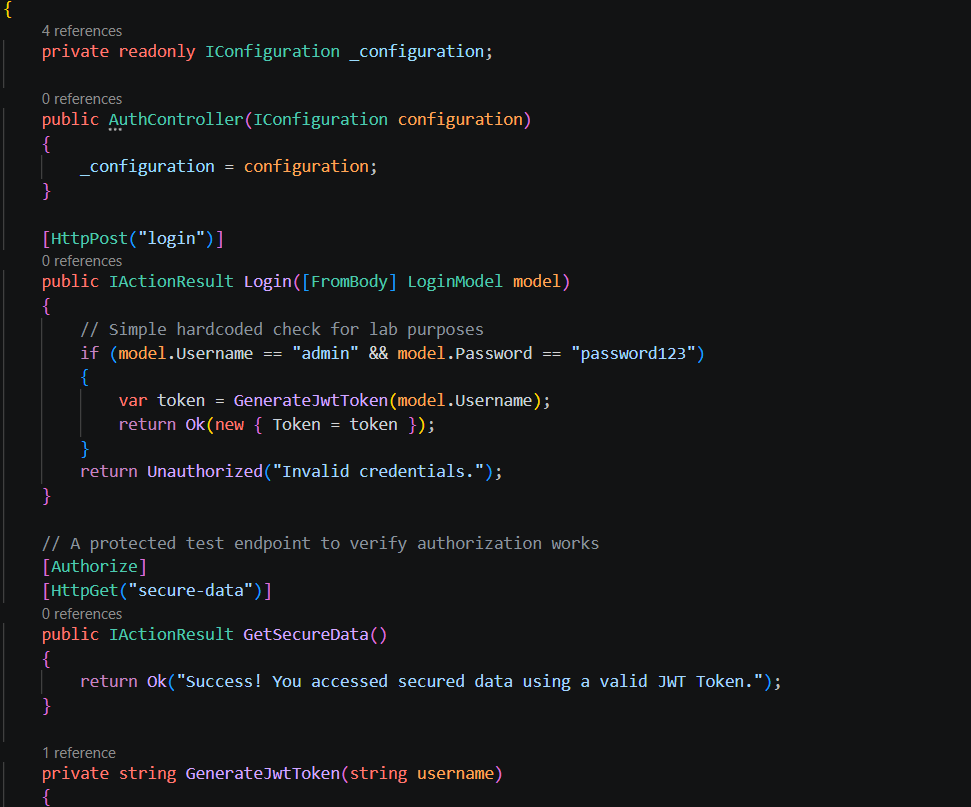 {
4 references
private readonly IConfiguration _configuration;
0 references
public AuthController(IConfiguration configuration)
{
_configuration = configuration;
}
[HttpPost("login")]
0 references
public IActionResult Login([FromBody] LoginModel model)
{
// Simple hardcoded check for lab purposes
if (model.Username == "admin" && model.Password == "password123")
{
var token = GenerateJwtToken(model.Username);
return Ok(new { Token = token });
}
return Unauthorized("Invalid credentials.");
}
// A protected test endpoint to verify authorization works
[Authorize]
[HttpGet("secure-data")]
0 references
public IActionResult GetSecureData()
{
return Ok("Success! You accessed secured data using a valid JWT Token.");
}
1 reference
private string GenerateJwtToken(string username)
{